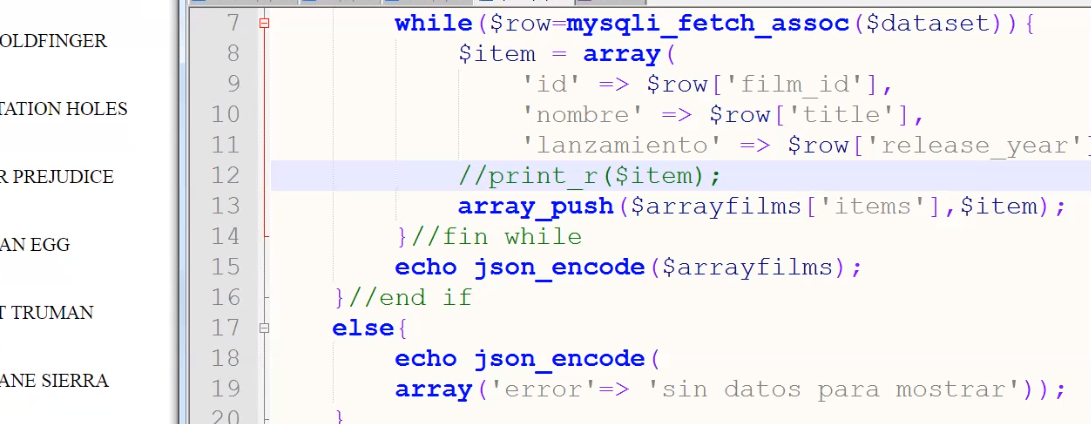 OLDFINGER
TATION HOLES
R PREJUDICE
AN EGG
T TRUMAN
ANE SIERRA
7 while($row=mysqli_fetch_assoc($dataset)){
8 $item = array(
9 'id' => $row['film_id'],
10 'nombre' => $row['title'],
11 'lanzamiento' => $row['release_year']
12 //print_r($item);
13 array_push($arrayfilms['items'],$item);
14 }//fin while
15 echo json_encode($arrayfilms);
16 }//end if
17 else{
18 echo json_encode(
19 array('error'=> 'sin datos para mostrar'));
20 }